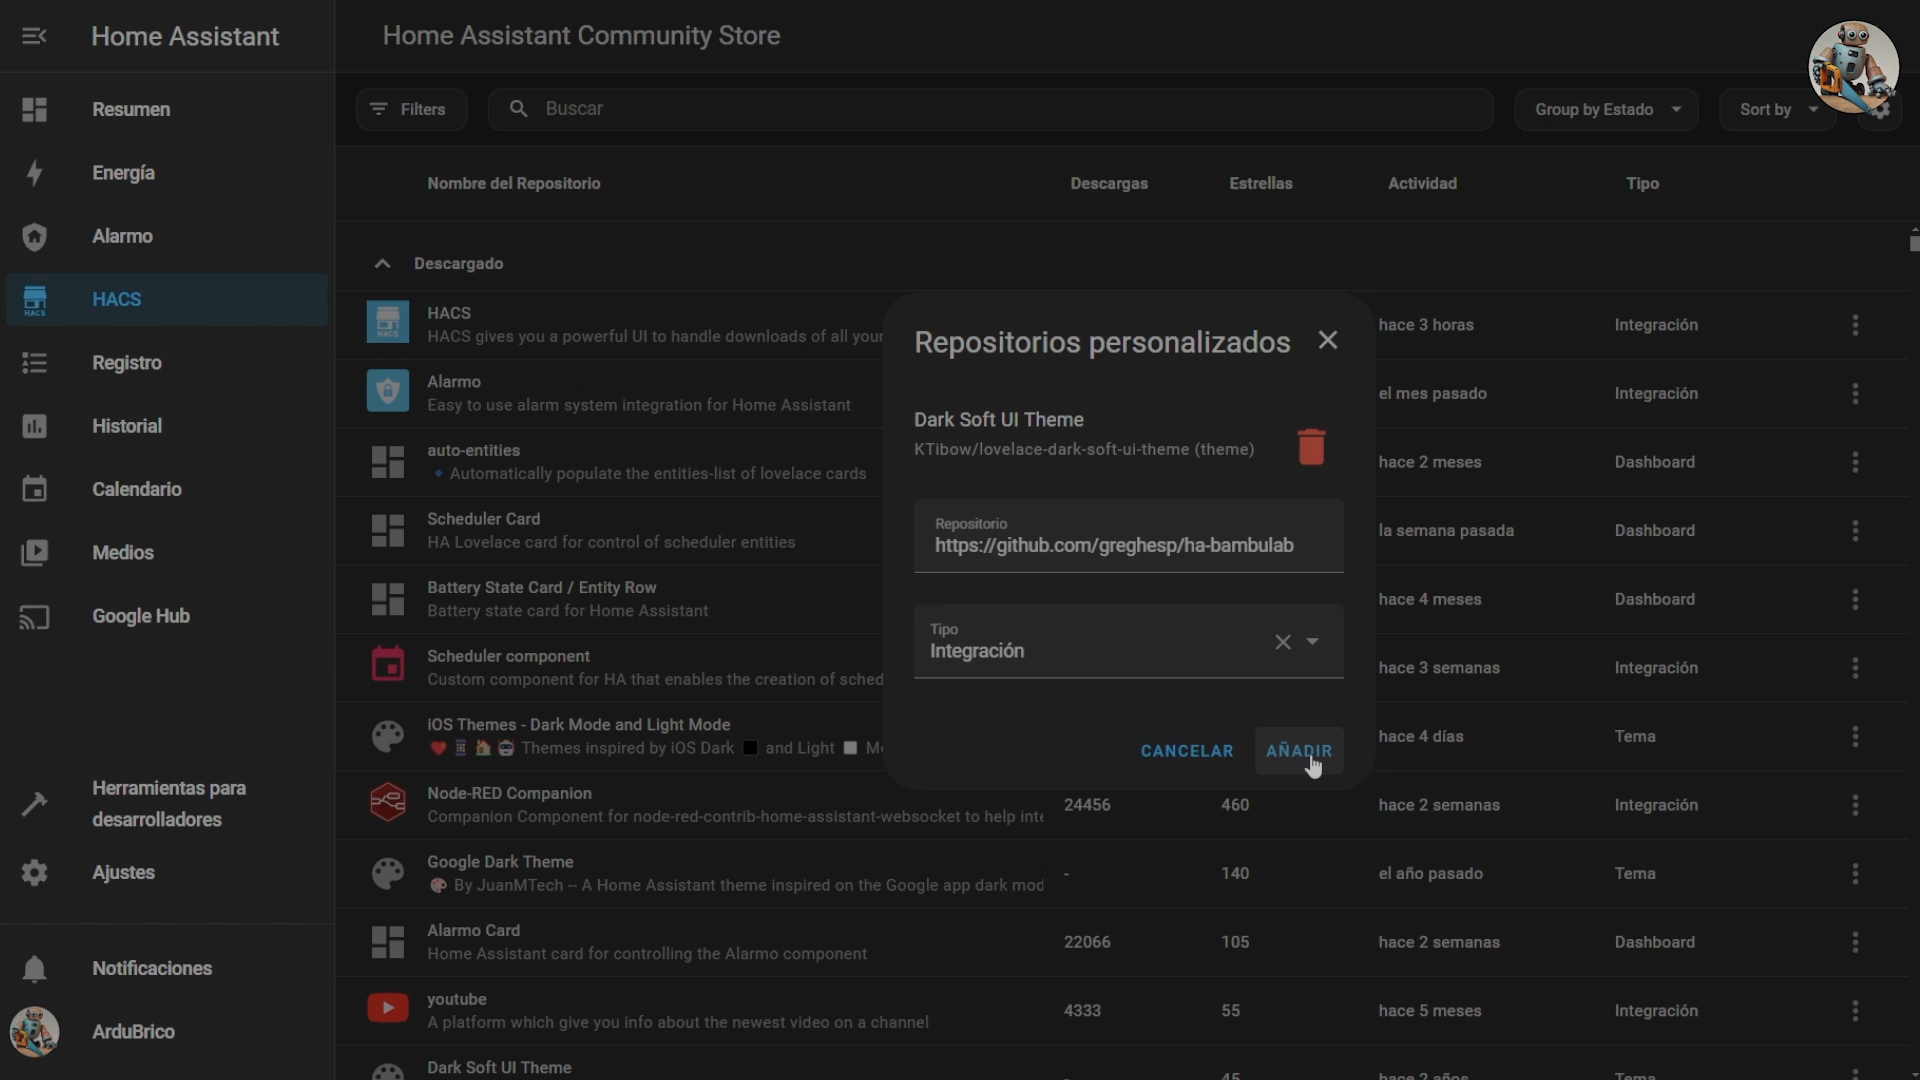 Home Assistant
Home Assistant Community Store
Resumen
Energía
Alarmo
HACS
HACS
Registro
Historial
Calendario
Medios
Google Hub
Herramientas para
desarrolladores
Ajustes
Notificaciones
ArduBrico
Filters
Buscar
Group by Estado
Sort by
Nombre del Repositorio
Descargas
Estrellas
Actividad
Tipo
Descargado
HACS
HACS
HACS gives you a powerful UI to handle downloads of all your
hace 3 horas
Integración
Alarmo
Easy to use alarm system integration for Home Assistant
el mes pasado
Integración
auto-entities
🔹 Automatically populate the entities-list of lovelace cards
hace 2 meses
Dashboard
Scheduler Card
HA Lovelace card for control of scheduler entities
la semana pasada
Dashboard
Battery State Card / Entity Row
Battery state card for Home Assistant
hace 4 meses
Dashboard
Scheduler component
Custom component for HA that enables the creation of sched
hace 3 semanas
Integración
iOS Themes - Dark Mode and Light Mode
Themes inspired by iOS Dark ⬛ and Light ⬜ M
hace 4 días
Tema
Node-RED Companion
Companion Component for node-red-contrib-home-assistant-websocket to help inte
24456
460
hace 2 semanas
Integración
Google Dark Theme
🎨 By JuanMTech -- A Home Assistant theme inspired on the Google app dark mod
-
140
el año pasado
Tema
Alarmo Card
Home Assistant card for controlling the Alarmo component
22066
105
hace 2 semanas
Dashboard
youtube
A platform which give you info about the newest video on a channel
4333
55
hace 5 meses
Integración
Dark Soft UI Theme
-
45
hace 2 años
Tema
Repositorios personalizados
Dark Soft UI Theme
KTibow/lovelace-dark-soft-ui-theme (theme)
Repositorio
https://github.com/greghesp/ha-bambulab
Tipo
Integración
CANCELAR
AÑADIR